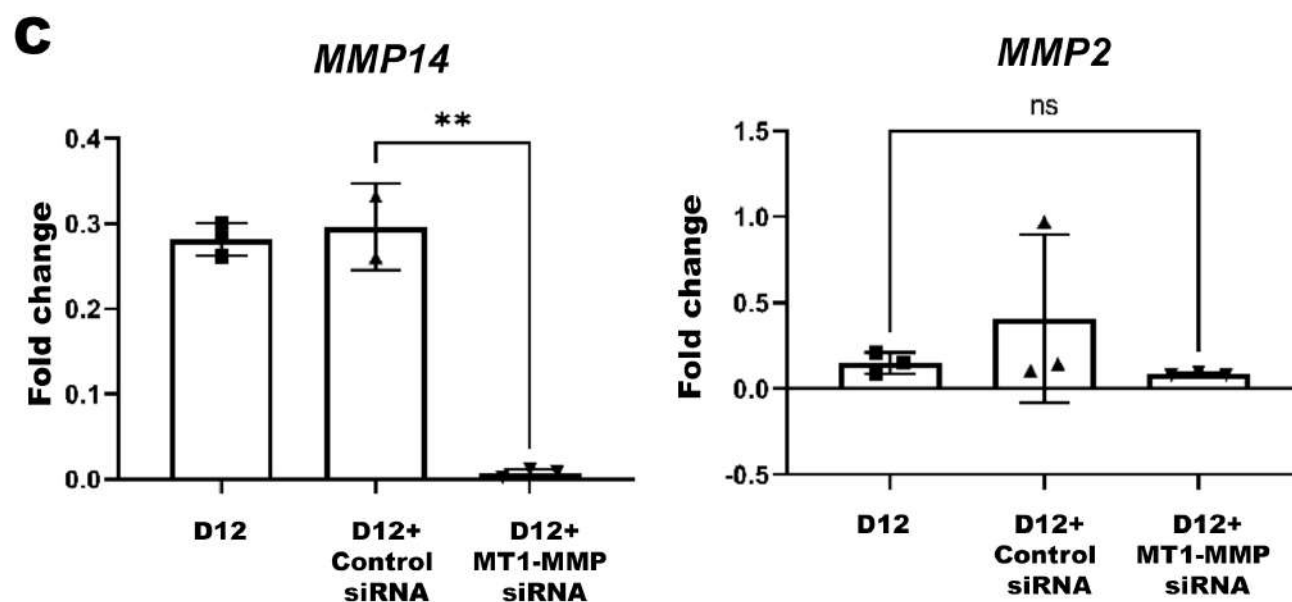 C
MMP14
Fold change
0.4
0.3
0.2
0.1
0.0
**
D12
D12+
Control
siRNA
D12+
MT1-MMP
siRNA
MMP2
Fold change
1.5
1.0
0.5
0.0
-0.5
ns
D12
D12+
Control
siRNA
D12+
MT1-MMP
siRNA